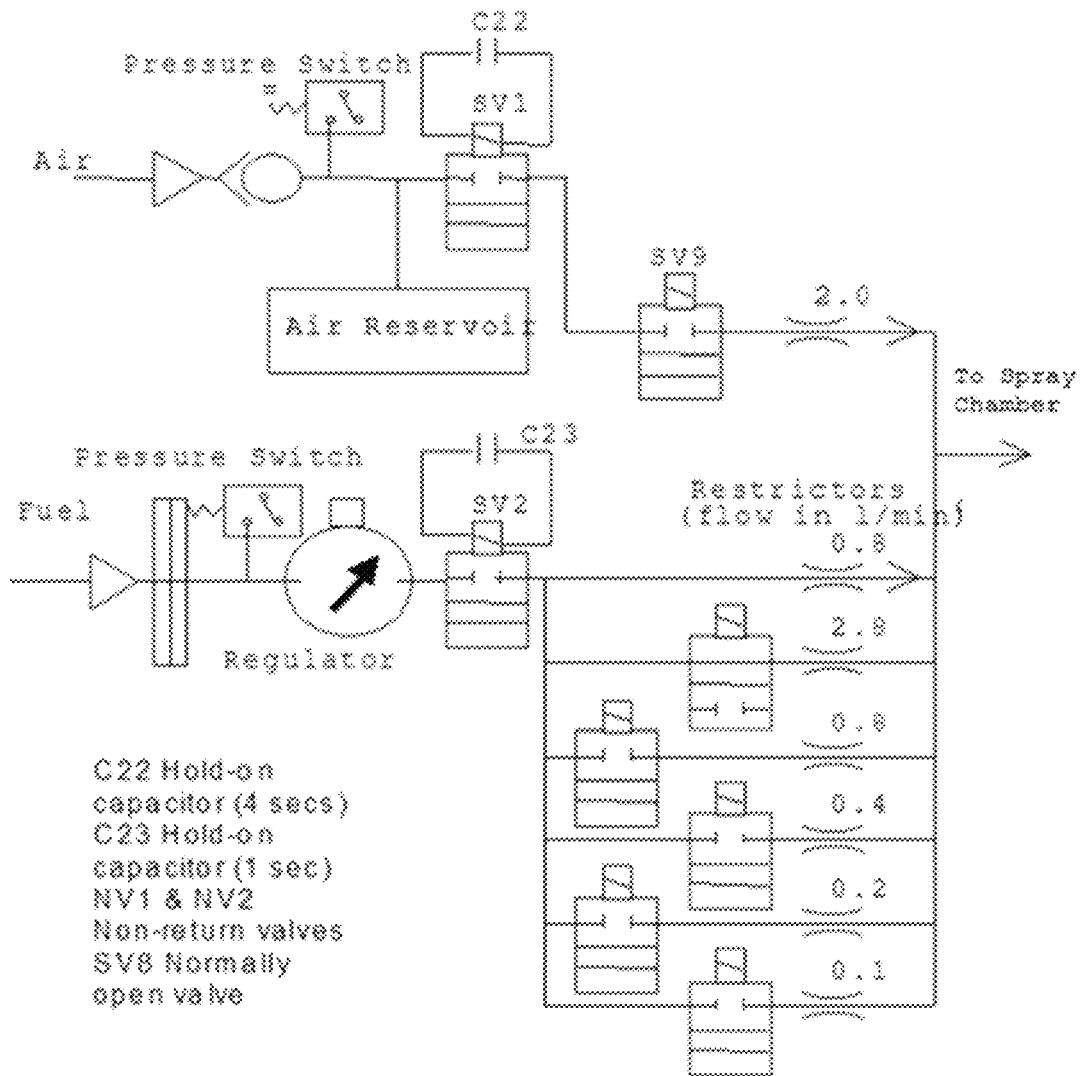 C22
Pressure Switch
SV1
Air
SV9
2.0
Air Reservoir
To Spray
Chamber
C23
Pressure Switch
Fuel
SV2
Restrictors
(flow in l/min)
0.8
2.8
Regulator
0.8
C22 Hold-on
capacitor (4 secs)
0.4
C23 Hold-on
capacitor (1 sec)
0.2
NV1 & NV2
Non-return valves
SV8 Normally
open valve
0.1